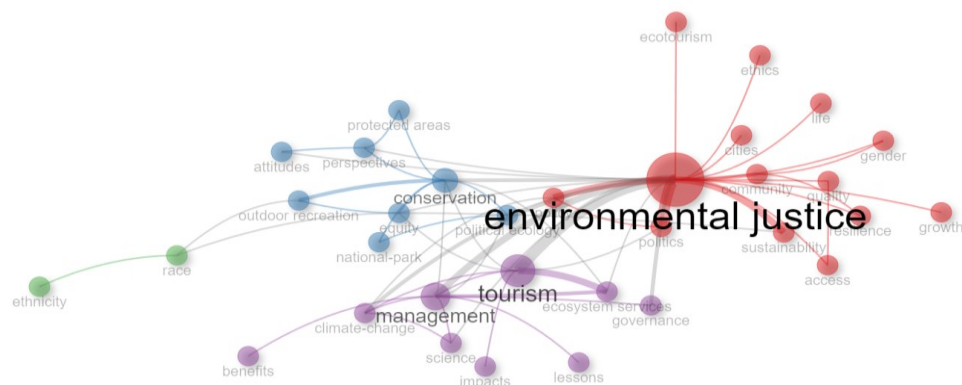 ecotourism
ethics
life
protected areas
cities
gender
perspectives
attitudes
community
quality
conservation
outdoor recreation
environmental justice
equity
political ecology
resilience
growth
politics
sustainability
national-park
race
access
ethnicity
tourism
ecosystem services
management
governance
climate-change
science
benefits
impacts
lessons